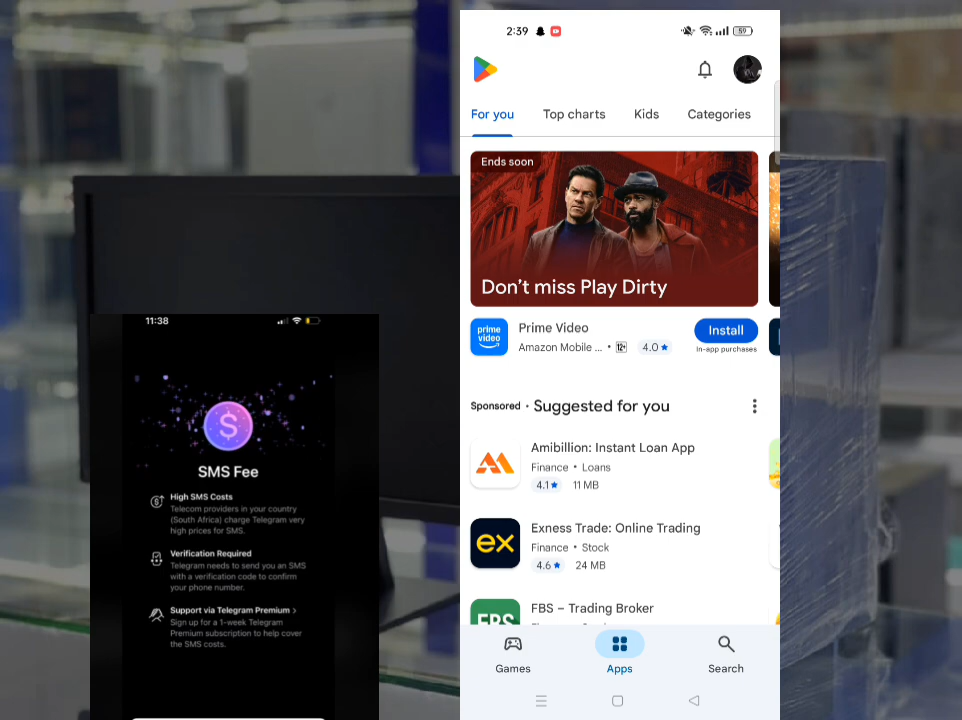 11:38
SMS Fee
High SMS Costs
Telecom providers in your country
(South Africa) charge Telegram very
high prices for SMS.
Verification Required
Telegram needs to send you an SMS
with a verification code to confirm
your phone number.
Support via Telegram Premium >
Sign up for a 1-week Telegram
Premium subscription to help cover
the SMS costs.
2:39
59
For you
Top charts
Kids
Categories
Ends soon
Don't miss Play Dirty
prime
video
Prime Video
Amazon Mobile ... • 12+ 4.0 ★
Install
In-app purchases
Sponsored • Suggested for you
Amibillion: Instant Loan App
Finance • Loans
4.1 ★ 11 MB
ex
Exness Trade: Online Trading
Finance • Stock
4.6 ★ 24 MB
FBS
FBS – Trading Broker
Games
Apps
Search